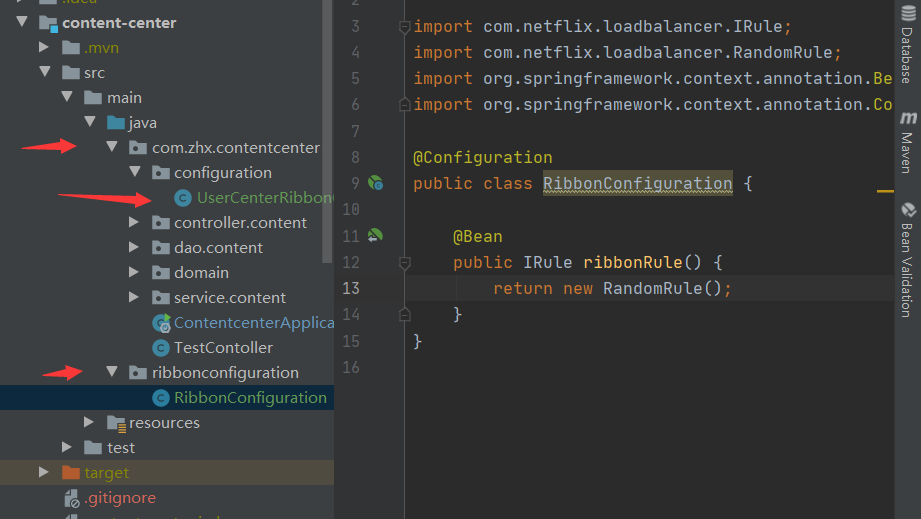 .idea
content-center
.mvn
src
main
java
com.zhx.contentcenter
configuration
UserCenterRibbon
controller.content
dao.content
domain
service.content
ContentcenterApplica
TestContoller
ribbonconfiguration
RibbonConfiguration
resources
test
target
.gitignore
2
3 import com.netflix.loadbalancer.IRule;
4 import com.netflix.loadbalancer.RandomRule;
5 import org.springframework.context.annotation.Be
6 import org.springframework.context.annotation.Co
7
8 @Configuration
9 public class RibbonConfiguration {
10
11 @Bean
12 public IRule ribbonRule() {
13 return new RandomRule();
14 }
15 }
16
Database
m Maven
Bean Validation